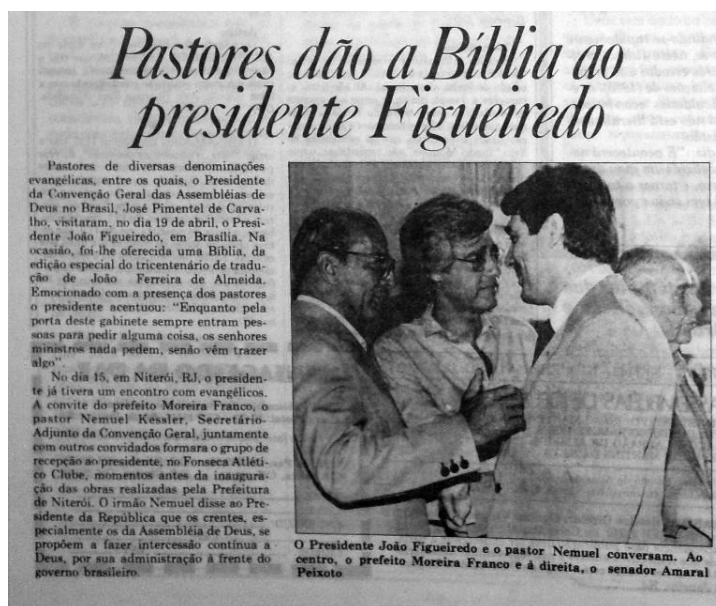 Pastores dão a Bíblia ao
presidente Figueiredo
Pastores de diversas denominações
evangélicas, entre os quais, o Presidente
da Convenção Geral das Assembléias de
Deus no Brasil, José Pimentel de Carva-
lho, visitaram, no dia 19 de abril, o Presi-
dente João Figueiredo, em Brasília. Na
ocasião, foi-lhe oferecida uma Bíblia, da
edição especial do tricentenário de tradu-
ção de João Ferreira de Almeida.
Emocionado com a presença dos pastores
o presidente acentuou: "Enquanto pela
porta deste gabinete sempre entram pes-
soas para pedir alguma coisa, os senhores
ministros nada pedem, senão vêm trazer
algo".
No dia 15, em Niterói, RJ, o presiden-
te já tivera um encontro com evangélicos.
A convite do prefeito Moreira Franco, o
pastor Nemuel Kessler, Secretário-
Adjunto da Convenção Geral, juntamente
com outros convidados formara o grupo de
recepção ao presidente, no Fonseca Atléti-
co Clube, momentos antes da inaugura-
ção das obras realizadas pela Prefeitura
de Niterói. O irmão Nemuel disse ao Pre-
sidente da República que os crentes, es-
pecialmente os da Assembléia de Deus, se
propõem a fazer intercessão contínua a
Deus, por sua administração à frente do
governo brasileiro.
O Presidente João Figueiredo e o pastor Nemuel conversam. Ao
centro, o prefeito Moreira Franco e à direita, o senador Amaral
Peixoto